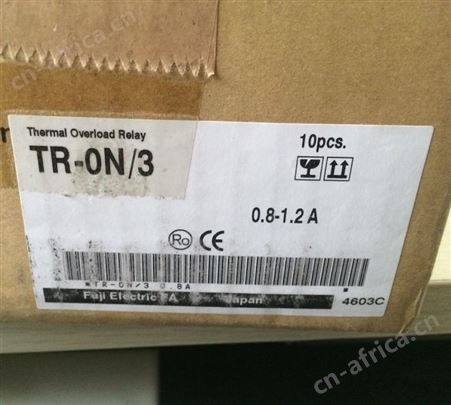 cn-africa.cn
Thermal Overload Relay
TR-0N/3
10pcs.
0.8-1.2 A
Ro CE
*TR-0N/3 0.8A *
Fuji Electric FA Japan
4603C
cn-africa.cn